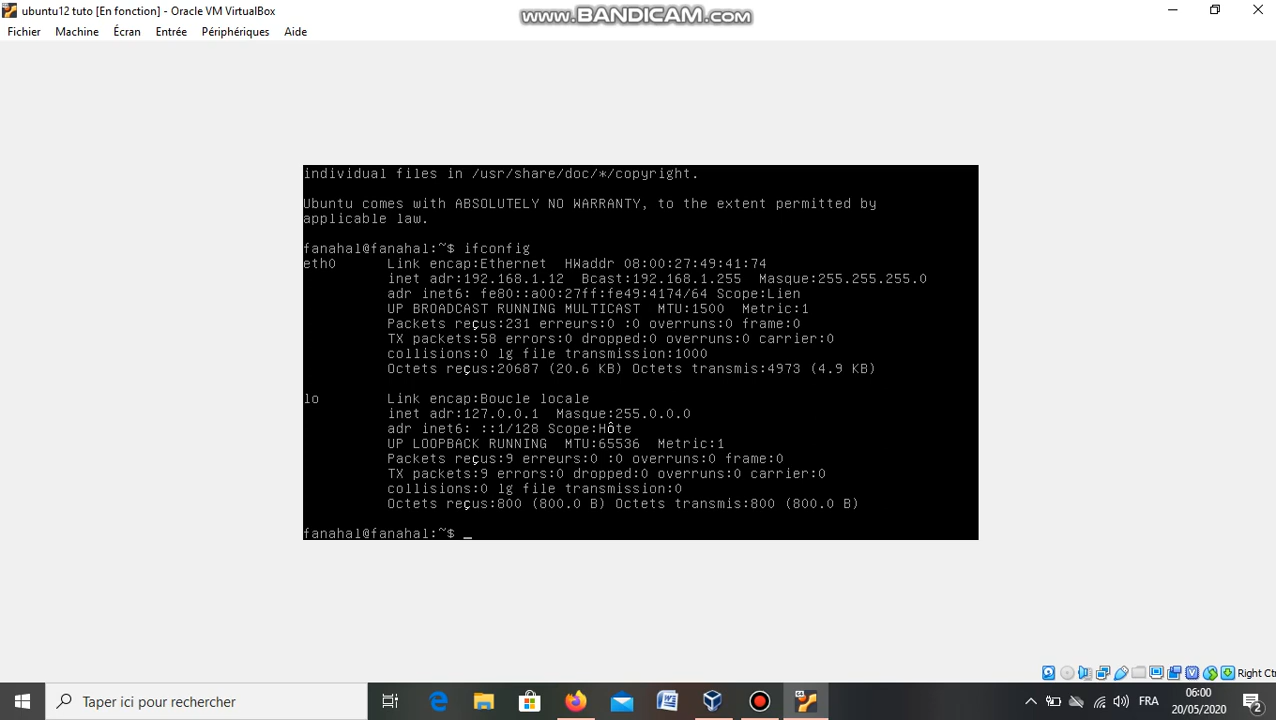 ubuntu12 tuto [En fonction] - Oracle VM VirtualBox
www.BANDICAM.com
Fichier Machine Écran Entrée Périphériques Aide
individual files in /usr/share/doc/*/copyright.
Ubuntu comes with ABSOLUTELY NO WARRANTY, to the extent permitted by
applicable law.
fanahal@fanahal:~$ ifconfig
eth0 Link encap:Ethernet HWaddr 08:00:27:49:41:74
inet adr:192.168.1.12 Bcast:192.168.1.255 Masque:255.255.255.0
adr inet6: fe80::a00:27ff:fe49:4174/64 Scope:Lien
UP BROADCAST RUNNING MULTICAST MTU:1500 Metric:1
Packets reçus:231 erreurs:0 :0 overruns:0 frame:0
TX packets:58 errors:0 dropped:0 overruns:0 carrier:0
collisions:0 lg file transmission:1000
Octets reçus:20687 (20.6 KB) Octets transmis:4973 (4.9 KB)
lo Link encap:Boucle locale
inet adr:127.0.0.1 Masque:255.0.0.0
adr inet6: ::1/128 Scope:Hôte
UP LOOPBACK RUNNING MTU:65536 Metric:1
Packets reçus:9 erreurs:0 :0 overruns:0 frame:0
TX packets:9 errors:0 dropped:0 overruns:0 carrier:0
collisions:0 lg file transmission:0
Octets reçus:800 (800.0 B) Octets transmis:800 (800.0 B)
fanahal@fanahal:~$ _
Right Ct
Taper ici pour rechercher
FRA
06:00
20/05/2020
2